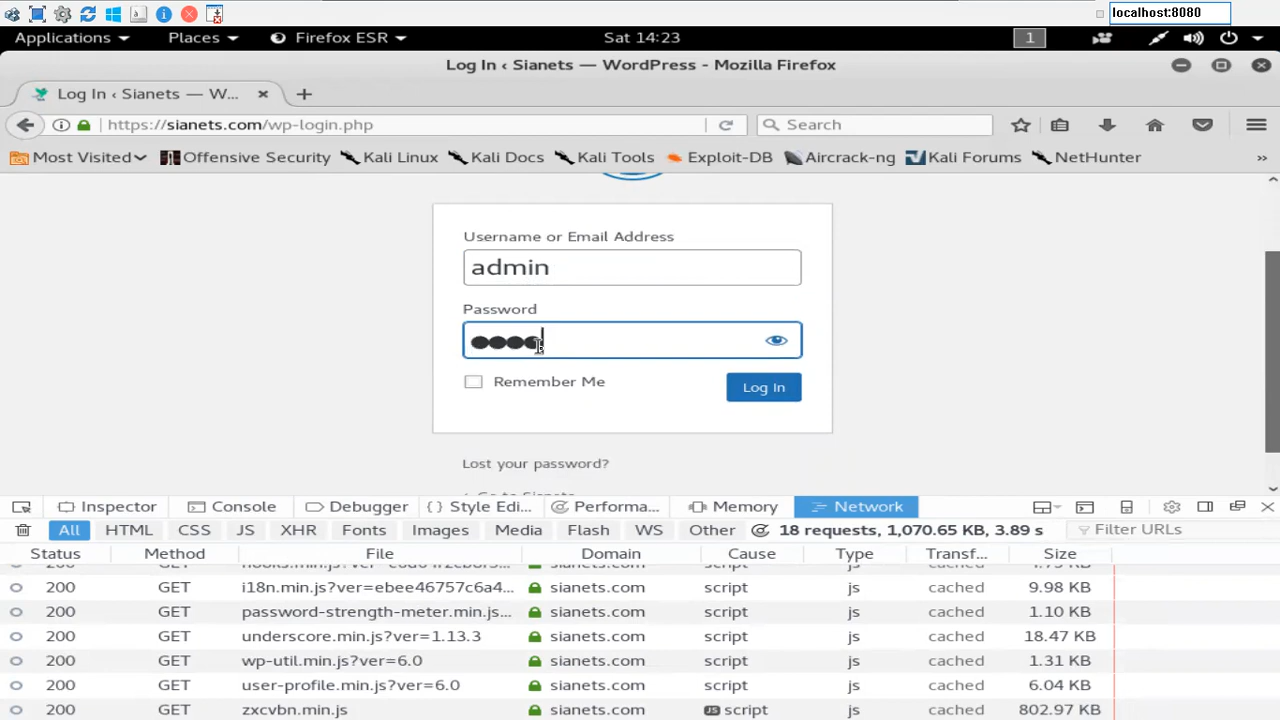 localhost:8080
Applications Places Firefox ESR Sat 14:23 1
Log In ‹ Sianets — WordPress - Mozilla Firefox
Log In ‹ Sianets — W...
https://sianets.com/wp-login.php Search
Most Visited Offensive Security Kali Linux Kali Docs Kali Tools Exploit-DB Aircrack-ng Kali Forums NetHunter »
Username or Email Address
admin
Password
Remember Me Log In
Lost your password?
Inspector Console Debugger Style Edi... Performa... Memory Network
All HTML CSS JS XHR Fonts Images Media Flash WS Other 18 requests, 1,070.65 KB, 3.89 s Filter URLs
Status Method File Domain Cause Type Transf... Size
200 GET i18n.min.js?ver=ebee46757c6a4... sianets.com script js cached 9.98 KB
200 GET password-strength-meter.min.js... sianets.com script js cached 1.10 KB
200 GET underscore.min.js?ver=1.13.3 sianets.com script js cached 18.47 KB
200 GET wp-util.min.js?ver=6.0 sianets.com script js cached 1.31 KB
200 GET user-profile.min.js?ver=6.0 sianets.com script js cached 6.04 KB
200 GET zxcvbn.min.js sianets.com JS script js cached 802.97 KB